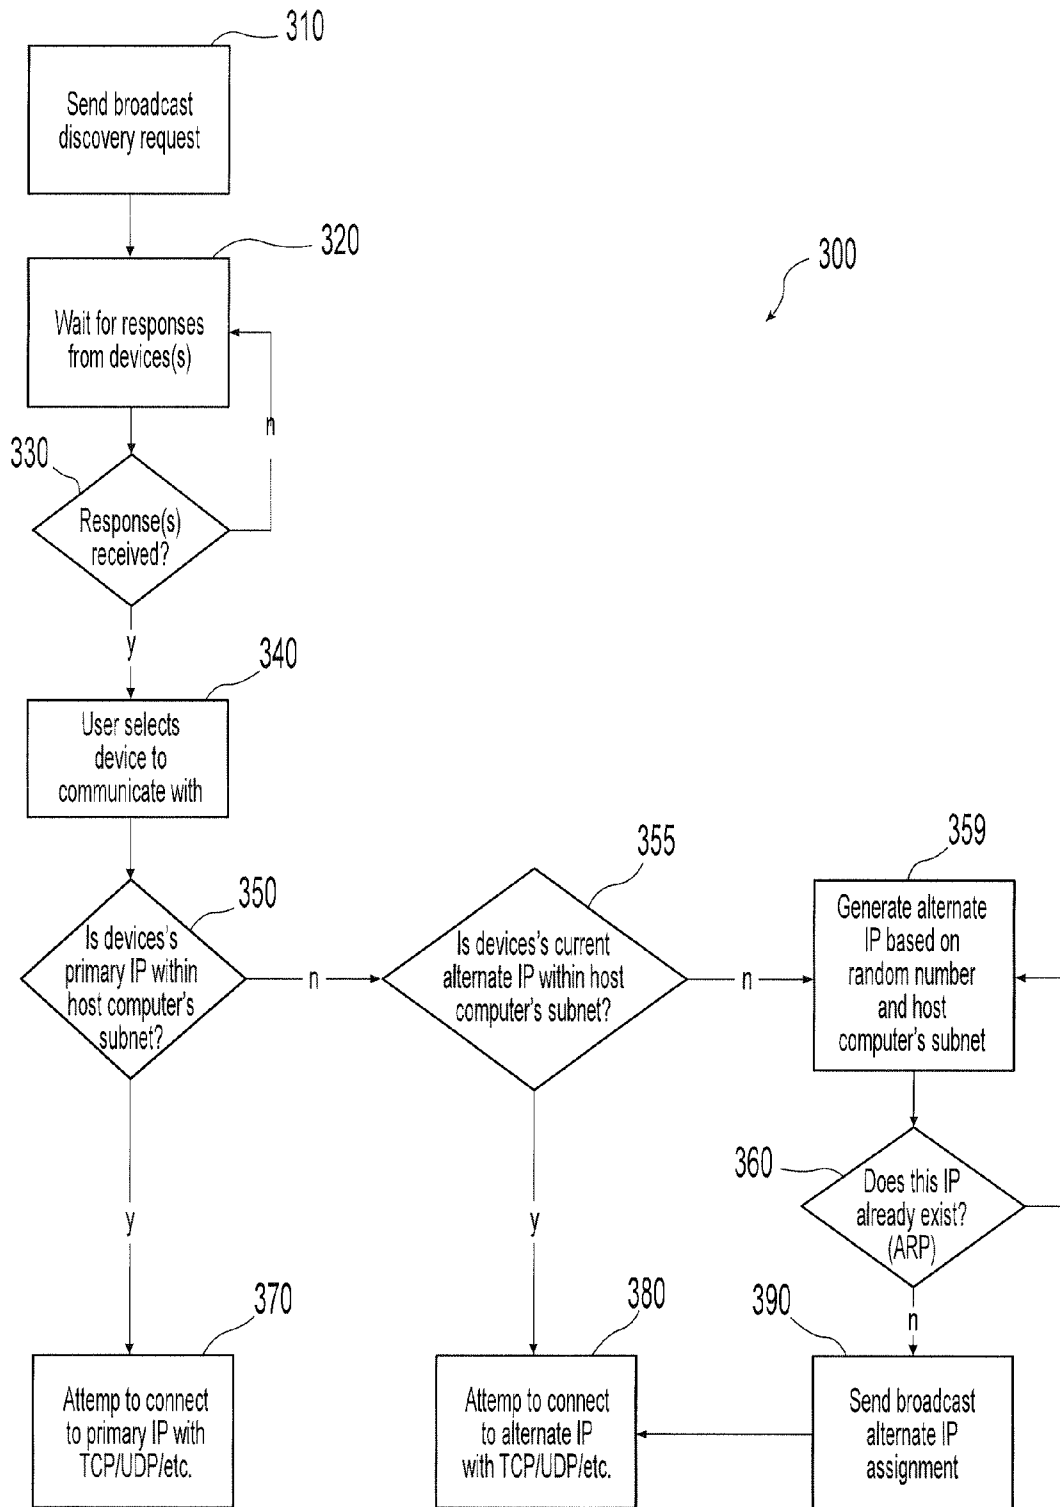 310
Send broadcast
discovery request
320
Wait for responses
from devices(s)
300
n
330
Response(s)
received?
y
340
User selects
device to
communicate with
350
Is devices's
primary IP within
host computer's
subnet?
n
355
Is devices's current
alternate IP within host
computer's subnet?
n
359
Generate alternate
IP based on
random number
and host
computer's subnet
360
Does this IP
already exist?
(ARP)
y
y
n
370
Attemp to connect
to primary IP with
TCP/UDP/etc.
380
Attemp to connect
to alternate IP
with TCP/UDP/etc.
390
Send broadcast
alternate IP
assignment